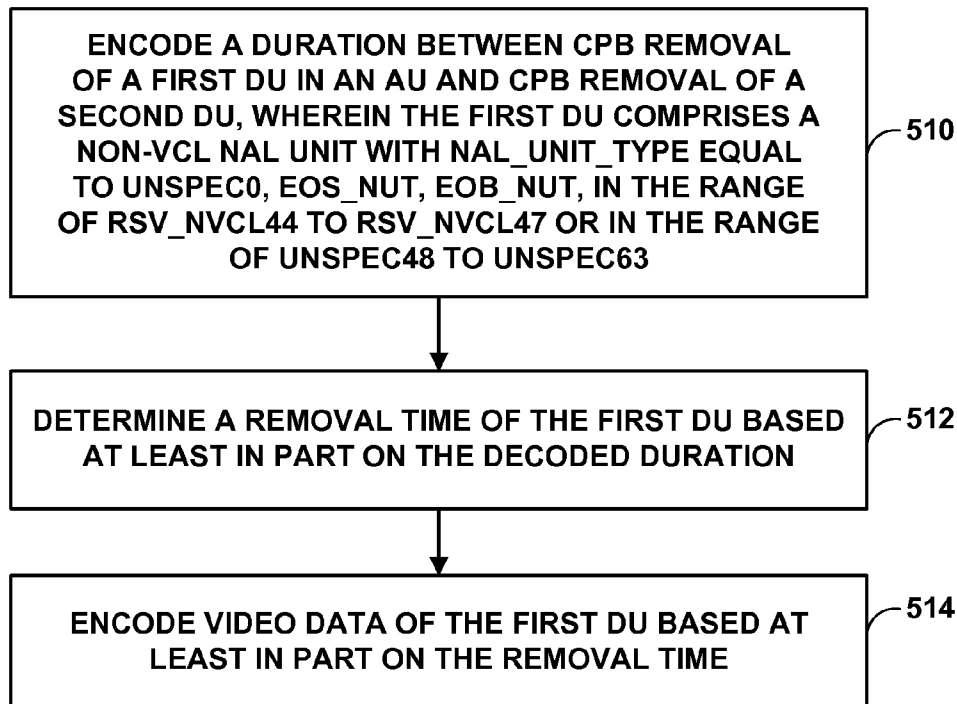 ENCODE A DURATION BETWEEN CPB REMOVAL
OF A FIRST DU IN AN AU AND CPB REMOVAL OF A
SECOND DU, WHEREIN THE FIRST DU COMPRISES A
NON-VCL NAL UNIT WITH NAL_UNIT_TYPE EQUAL
TO UNSPEC0, EOS_NUT, EOB_NUT, IN THE RANGE
OF RSV_NVCL44 TO RSV_NVCL47 OR IN THE RANGE
OF UNSPEC48 TO UNSPEC63
510
DETERMINE A REMOVAL TIME OF THE FIRST DU BASED
AT LEAST IN PART ON THE DECODED DURATION
512
ENCODE VIDEO DATA OF THE FIRST DU BASED AT
LEAST IN PART ON THE REMOVAL TIME
514